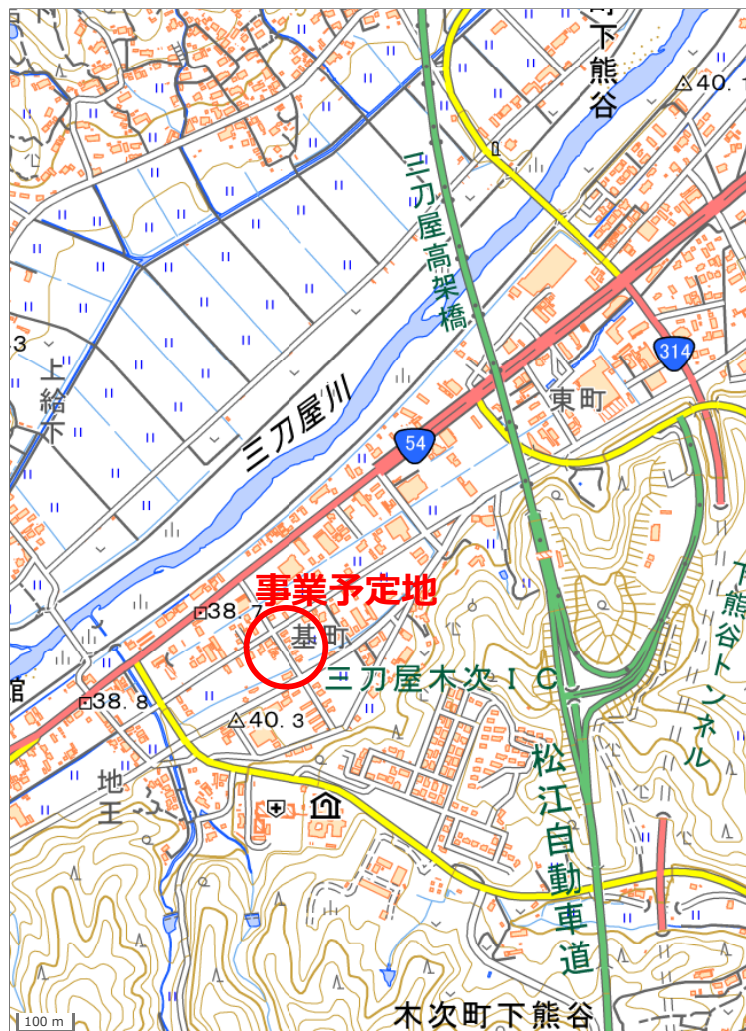 町下熊谷
40.1
三刀屋高架橋
314
3
上給下
東町
三刀屋川
54
事業予定地
38.7
基町
三刀屋木次IC
下熊谷トンネル
館
38.8
40.3
地王
松江自動車道
木次町下熊谷
100 m